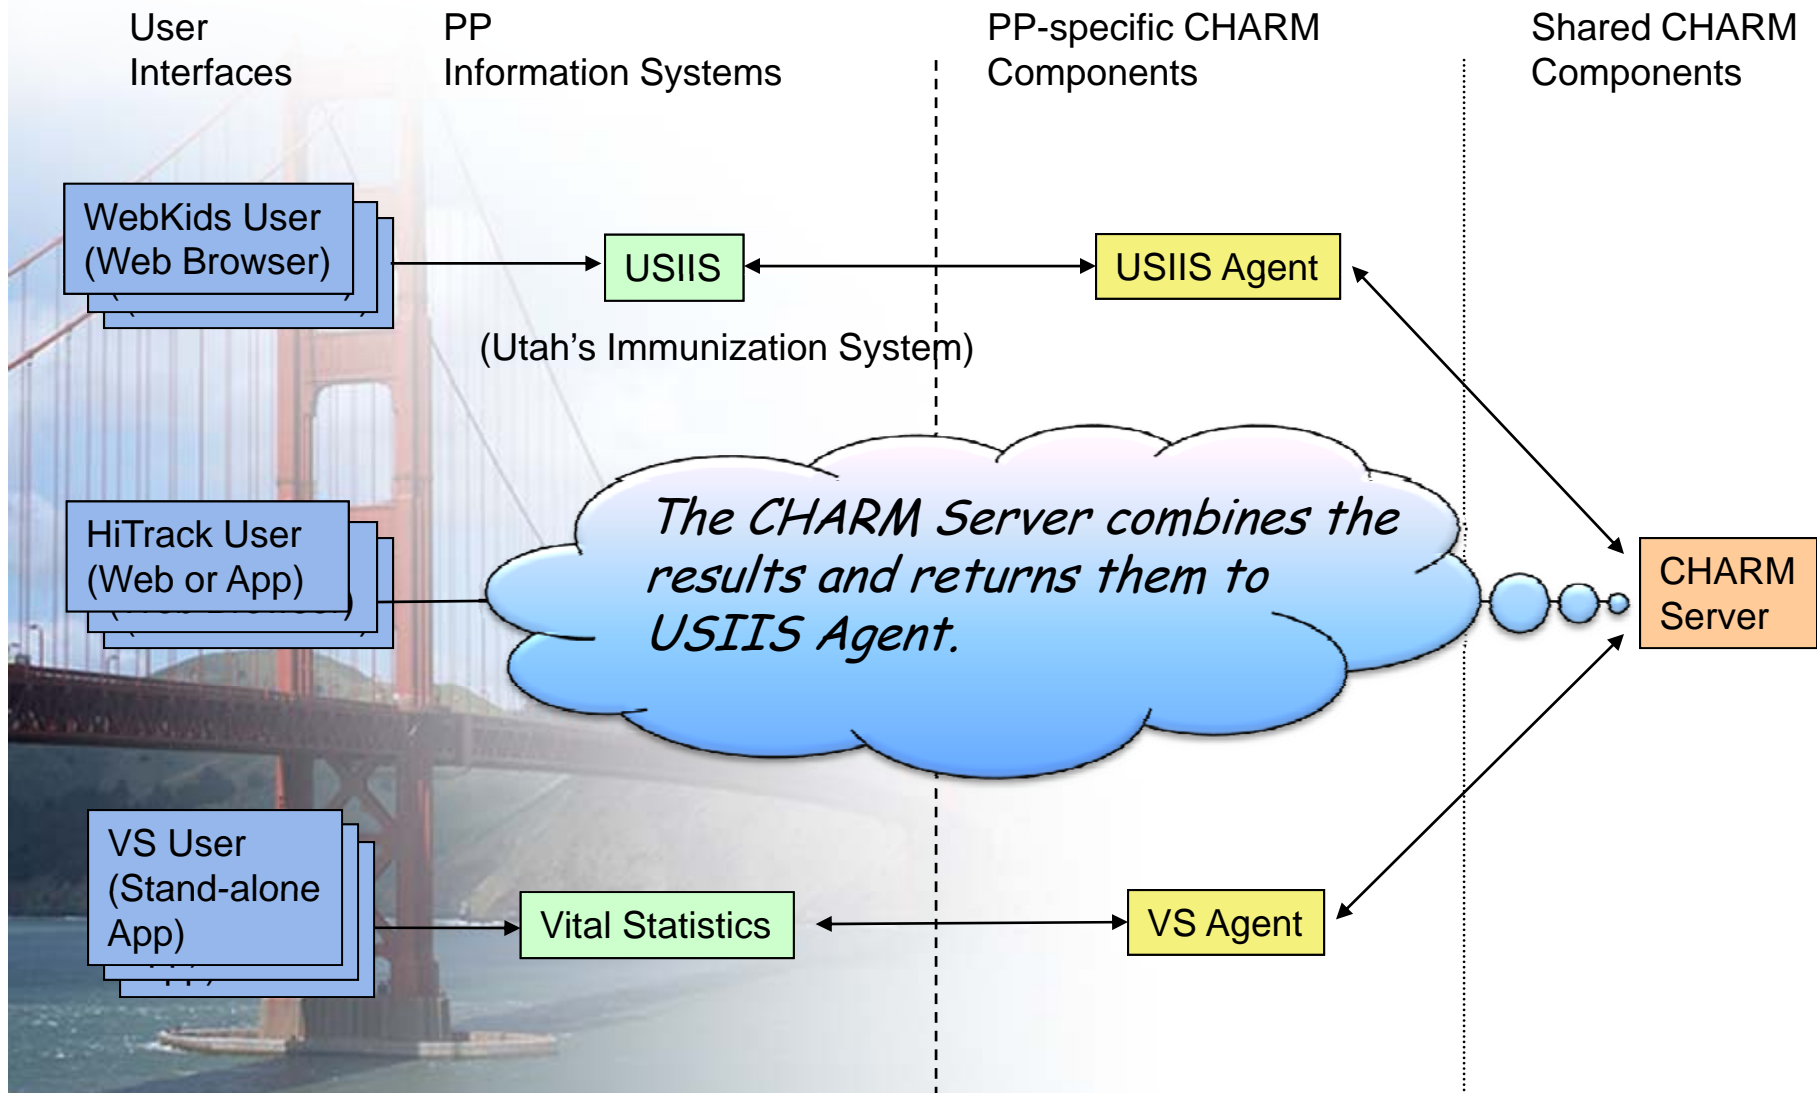 User
Interfaces
PP
Information Systems
PP-specific CHARM
Components
Shared CHARM
Components
WebKids User
(Web Browser)
USIIS
USIIS Agent
(Utah's Immunization System)
The CHARM Server combines the
results and returns them to
USIIS Agent.
HiTrack User
(Web or App)
CHARM
Server
VS User
(Stand-alone
App)
Vital Statistics
VS Agent